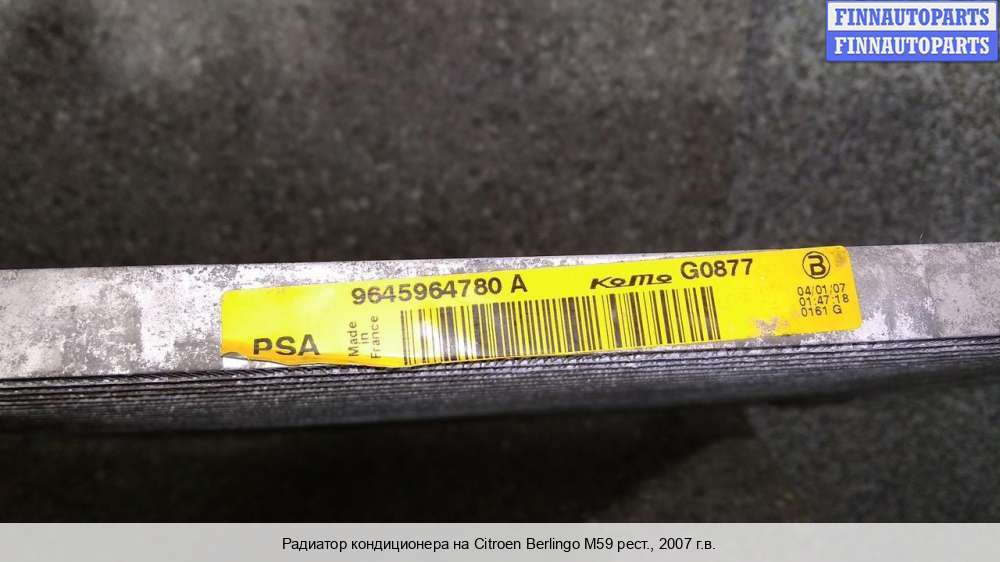 FINNAUTOPARTS
FINNAUTOPARTS
9645964780 A
KoMo G0877
B
PSA
Made
in
France
04/01/07
01:47:18
0161 G
Радиатор кондиционера на Citroen Berlingo M59 рест., 2007 г.в.